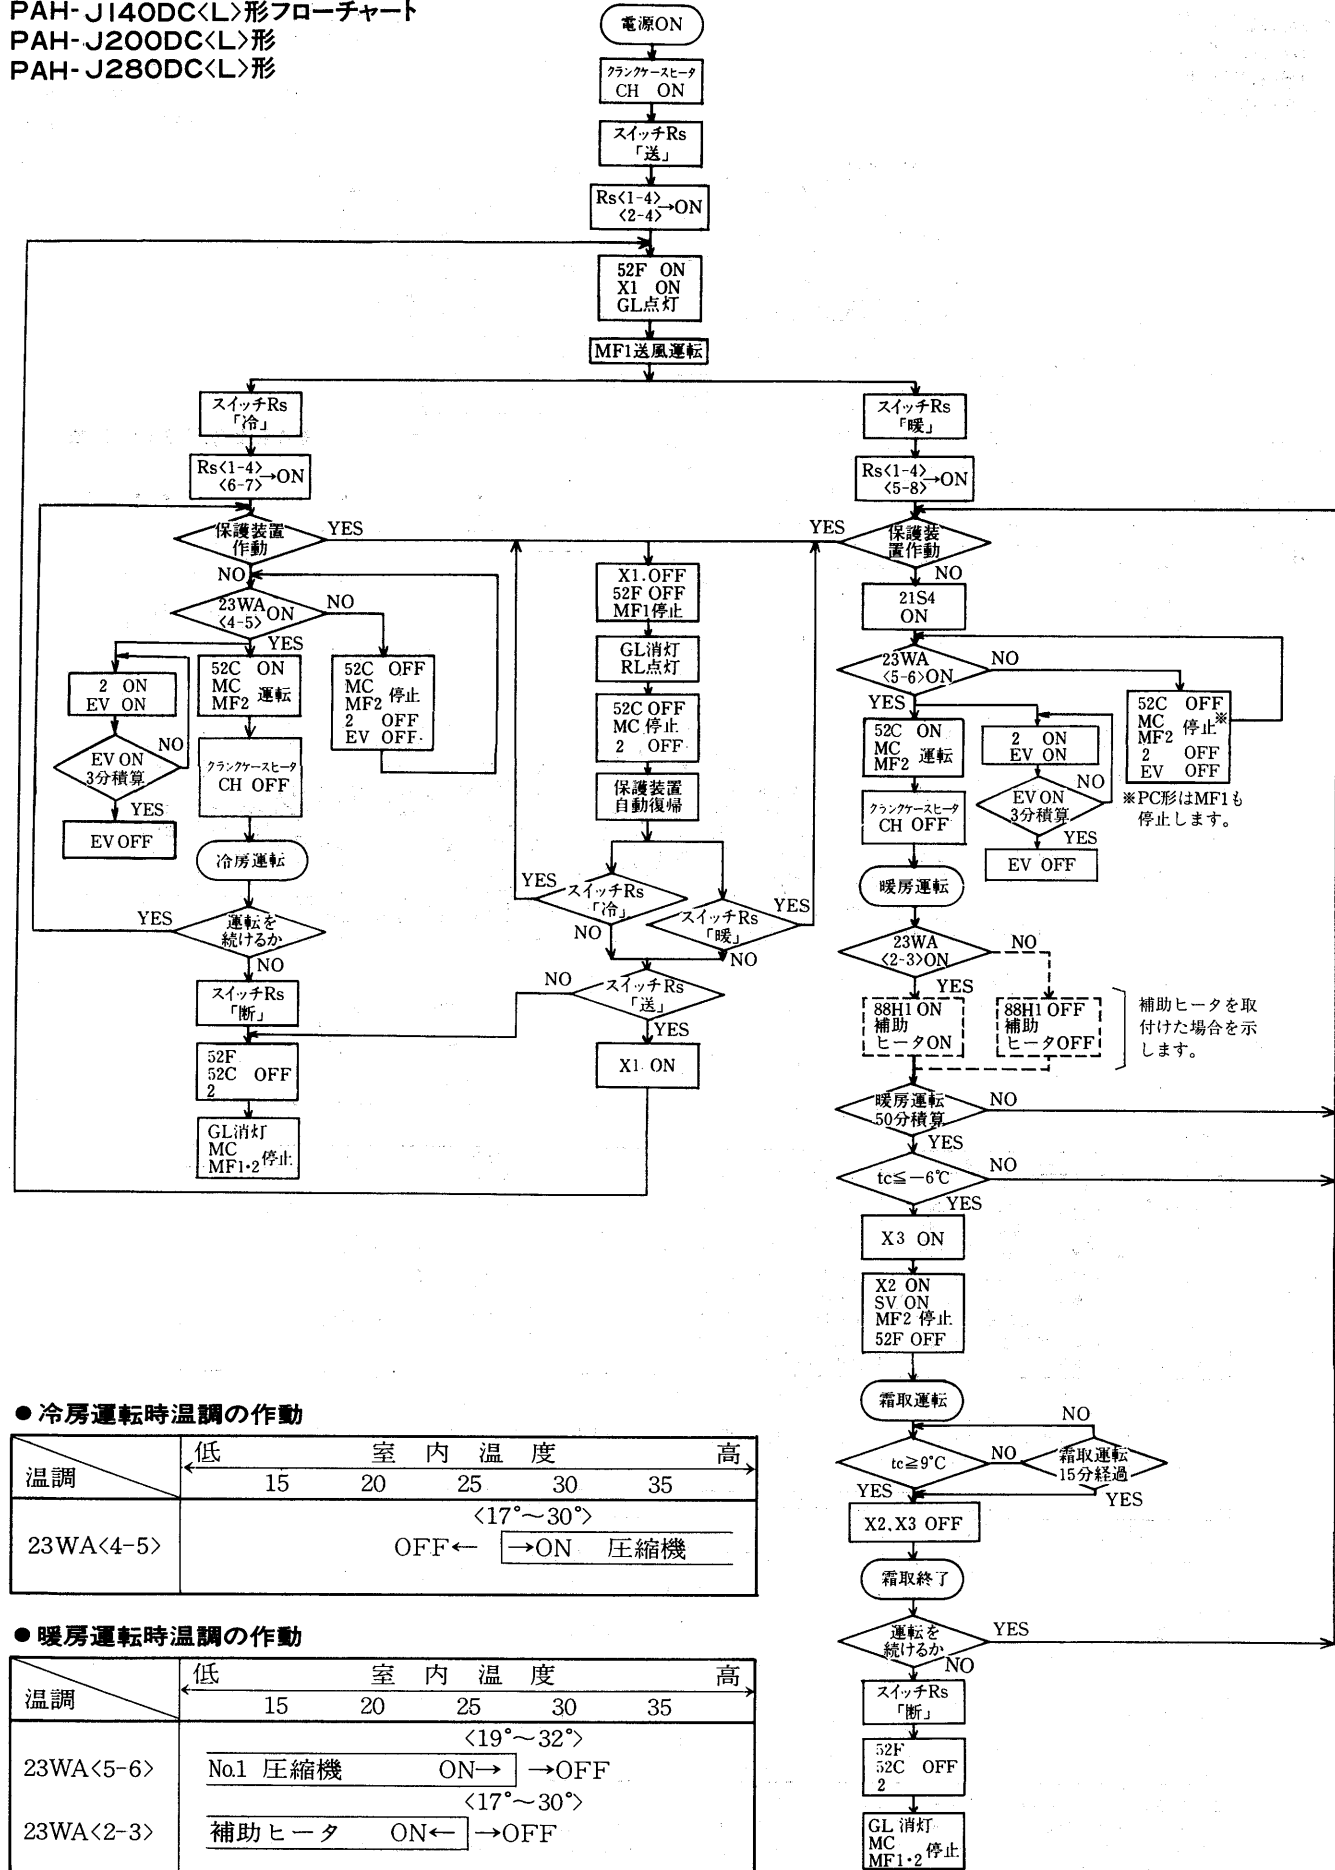 PAH-J140DC〈L〉形フローチャート
PAH-J200DC〈L〉形
PAH-J280DC〈L〉形
電源ON
クランクケースヒータ
CH ON
スイッチRs
「送」
Rs<1-4>
<2-4>→ON
52F ON
X1 ON
GL点灯
MF1送風運転
スイッチRs
「冷」
Rs<1-4>
<6-7>→ON
保護装置
作動
YES
NO
23WA
<4-5>ON
NO
YES
2 ON
EV ON
EV ON
3分積算
NO
YES
EV OFF
52C ON
MC
MF2 運転
クランクケースヒータ
CH OFF
冷房運転
52C OFF
MC
MF2 停止
2 OFF
EV OFF
運転を
続けるか
YES
NO
スイッチRs
「断」
52F
52C OFF
2
GL消灯
MC
MF1・2 停止
X1.OFF
52F OFF
MF1停止
GL消灯
RL点灯
52C OFF
MC 停止
2 OFF
保護装置
自動復帰
YES
スイッチRs
「冷」
NO
スイッチRs
「暖」
YES
NO
NO
スイッチRs
「送」
YES
X1 ON
スイッチRs
「暖」
Rs<1-4>
<5-8>→ON
YES
保護装
置作動
NO
21S4
ON
23WA
<5-6>ON
NO
YES
52C ON
MC
MF2 運転
クランクケースヒータ
CH OFF
2 ON
EV ON
EV ON
3分積算
NO
YES
EV OFF
52C OFF
MC
MF2 停止※
2 OFF
EV OFF
※PC形はMF1も
停止します。
暖房運転
23WA
<2-3>ON
NO
YES
88H1 ON
補助
ヒータON
88H1 OFF
補助
ヒータOFF
補助ヒータを取
付けた場合を示
します。
暖房運転
50分積算
NO
YES
tc≦−6℃
NO
YES
X3 ON
X2 ON
SV ON
MF2 停止
52F OFF
霜取運転
NO
tc≧9℃
NO
霜取運転
15分経過
YES
YES
X2,X3 OFF
霜取終了
運転を
続けるか
YES
NO
スイッチRs
「断」
52F
52C OFF
2
GL 消灯
MC
MF1・2 停止
●冷房運転時温調の作動
温調
低 室内温度 高
15 20 25 30 35
<17°〜30°>
23WA<4-5>
OFF← →ON 圧縮機
●暖房運転時温調の作動
温調
低 室内温度 高
15 20 25 30 35
<19°〜32°>
23WA<5-6>
No.1 圧縮機 ON→ →OFF
<17°〜30°>
23WA<2-3>
補助ヒータ ON← →OFF